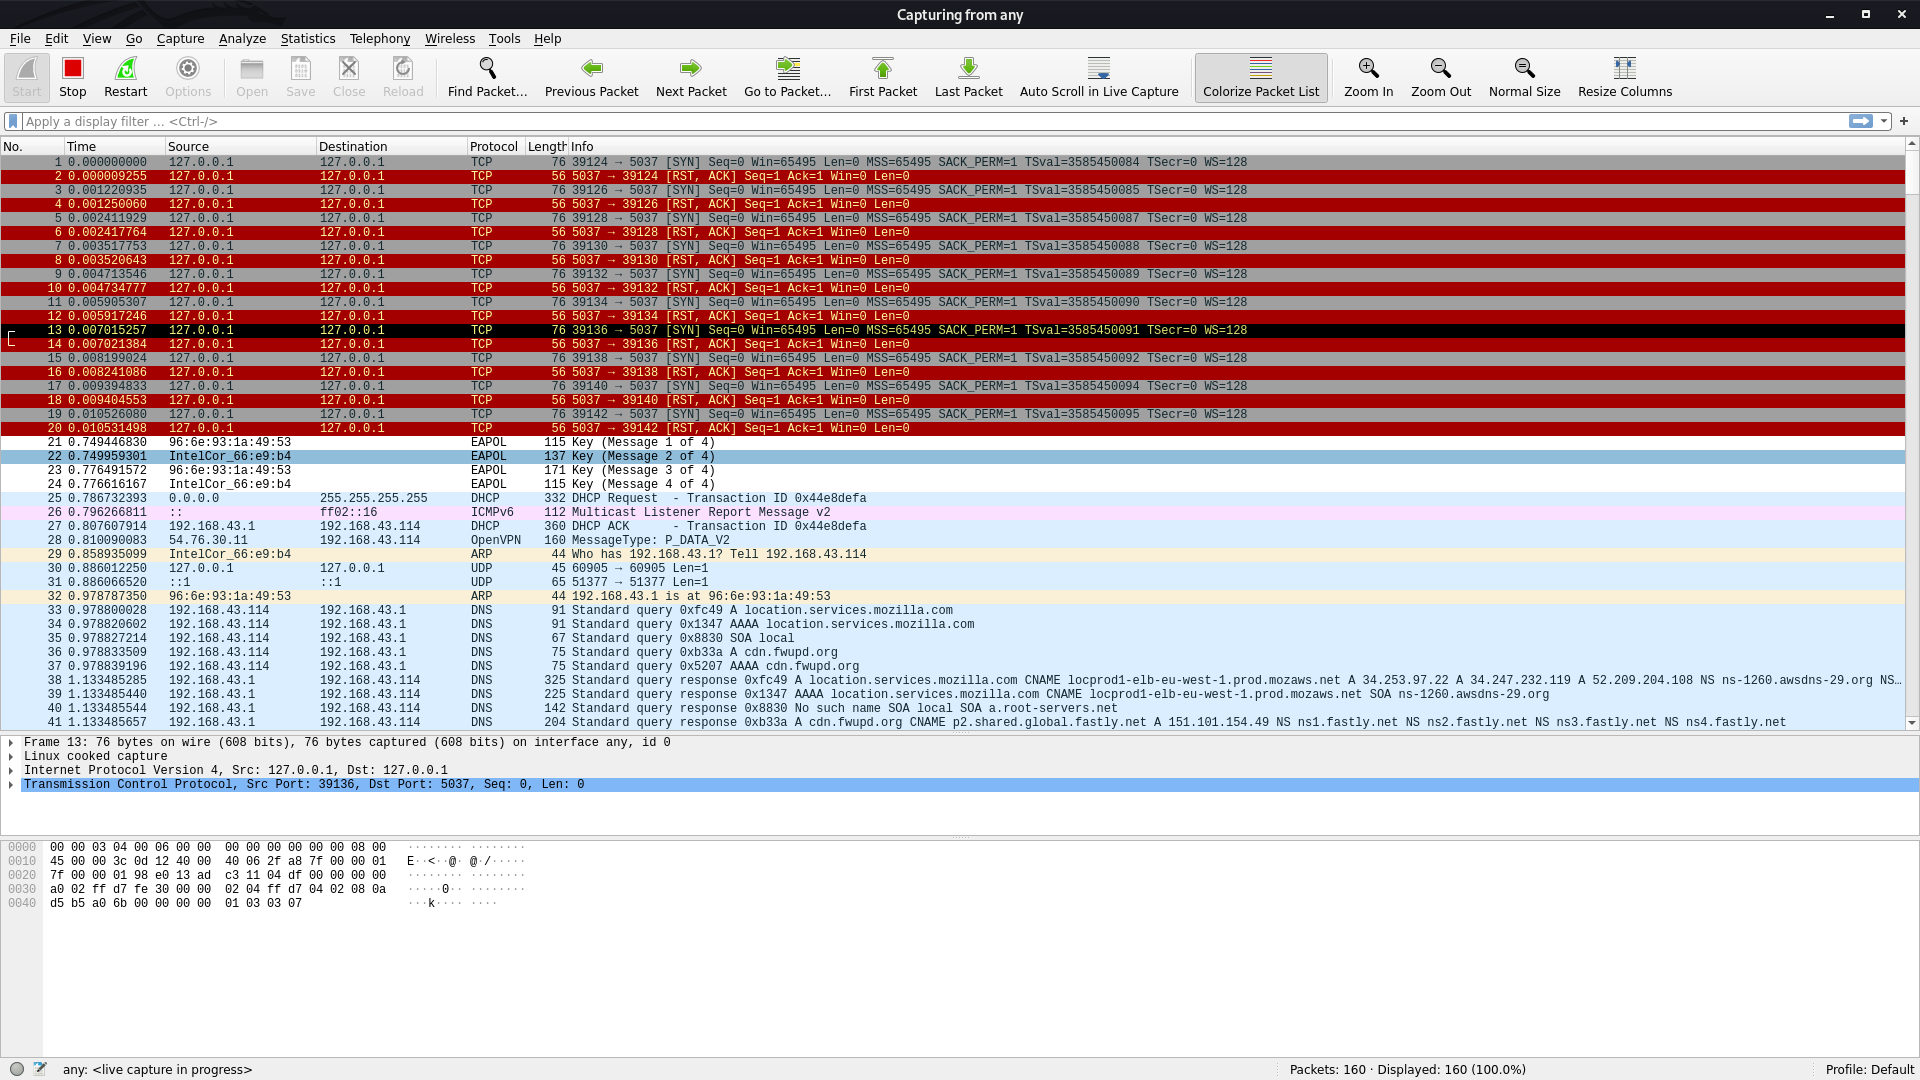 Capturing from any
File Edit View Go Capture Analyze Statistics Telephony Wireless Tools Help
Start Stop Restart Options Open Save Close Reload Find Packet... Previous Packet Next Packet Go to Packet... First Packet Last Packet Auto Scroll in Live Capture Colorize Packet List Zoom In Zoom Out Normal Size Resize Columns
Apply a display filter ... <Ctrl-/>
No. Time Source Destination Protocol Length Info
1 0.000000000 127.0.0.1 127.0.0.1 TCP 76 39124 → 5037 [SYN] Seq=0 Win=65495 Len=0 MSS=65495 SACK_PERM=1 TSval=3585450084 TSecr=0 WS=128
2 0.000009255 127.0.0.1 127.0.0.1 TCP 56 5037 → 39124 [RST, ACK] Seq=1 Ack=1 Win=0 Len=0
3 0.001220935 127.0.0.1 127.0.0.1 TCP 76 39126 → 5037 [SYN] Seq=0 Win=65495 Len=0 MSS=65495 SACK_PERM=1 TSval=3585450085 TSecr=0 WS=128
4 0.001250060 127.0.0.1 127.0.0.1 TCP 56 5037 → 39126 [RST, ACK] Seq=1 Ack=1 Win=0 Len=0
5 0.002411929 127.0.0.1 127.0.0.1 TCP 76 39128 → 5037 [SYN] Seq=0 Win=65495 Len=0 MSS=65495 SACK_PERM=1 TSval=3585450087 TSecr=0 WS=128
6 0.002417764 127.0.0.1 127.0.0.1 TCP 56 5037 → 39128 [RST, ACK] Seq=1 Ack=1 Win=0 Len=0
7 0.003517753 127.0.0.1 127.0.0.1 TCP 76 39130 → 5037 [SYN] Seq=0 Win=65495 Len=0 MSS=65495 SACK_PERM=1 TSval=3585450088 TSecr=0 WS=128
8 0.003520643 127.0.0.1 127.0.0.1 TCP 56 5037 → 39130 [RST, ACK] Seq=1 Ack=1 Win=0 Len=0
9 0.004713546 127.0.0.1 127.0.0.1 TCP 76 39132 → 5037 [SYN] Seq=0 Win=65495 Len=0 MSS=65495 SACK_PERM=1 TSval=3585450089 TSecr=0 WS=128
10 0.004734777 127.0.0.1 127.0.0.1 TCP 56 5037 → 39132 [RST, ACK] Seq=1 Ack=1 Win=0 Len=0
11 0.005905307 127.0.0.1 127.0.0.1 TCP 76 39134 → 5037 [SYN] Seq=0 Win=65495 Len=0 MSS=65495 SACK_PERM=1 TSval=3585450090 TSecr=0 WS=128
12 0.005917246 127.0.0.1 127.0.0.1 TCP 56 5037 → 39134 [RST, ACK] Seq=1 Ack=1 Win=0 Len=0
13 0.007015257 127.0.0.1 127.0.0.1 TCP 76 39136 → 5037 [SYN] Seq=0 Win=65495 Len=0 MSS=65495 SACK_PERM=1 TSval=3585450091 TSecr=0 WS=128
14 0.007021384 127.0.0.1 127.0.0.1 TCP 56 5037 → 39136 [RST, ACK] Seq=1 Ack=1 Win=0 Len=0
15 0.008199024 127.0.0.1 127.0.0.1 TCP 76 39138 → 5037 [SYN] Seq=0 Win=65495 Len=0 MSS=65495 SACK_PERM=1 TSval=3585450092 TSecr=0 WS=128
16 0.008241086 127.0.0.1 127.0.0.1 TCP 56 5037 → 39138 [RST, ACK] Seq=1 Ack=1 Win=0 Len=0
17 0.009394833 127.0.0.1 127.0.0.1 TCP 76 39140 → 5037 [SYN] Seq=0 Win=65495 Len=0 MSS=65495 SACK_PERM=1 TSval=3585450094 TSecr=0 WS=128
18 0.009404553 127.0.0.1 127.0.0.1 TCP 56 5037 → 39140 [RST, ACK] Seq=1 Ack=1 Win=0 Len=0
19 0.010526080 127.0.0.1 127.0.0.1 TCP 76 39142 → 5037 [SYN] Seq=0 Win=65495 Len=0 MSS=65495 SACK_PERM=1 TSval=3585450095 TSecr=0 WS=128
20 0.010531498 127.0.0.1 127.0.0.1 TCP 56 5037 → 39142 [RST, ACK] Seq=1 Ack=1 Win=0 Len=0
21 0.749446830 96:6e:93:1a:49:53 EAPOL 115 Key (Message 1 of 4)
22 0.749959301 IntelCor_66:e9:b4 EAPOL 137 Key (Message 2 of 4)
23 0.776491572 96:6e:93:1a:49:53 EAPOL 171 Key (Message 3 of 4)
24 0.776616167 IntelCor_66:e9:b4 EAPOL 115 Key (Message 4 of 4)
25 0.786732393 0.0.0.0 255.255.255.255 DHCP 332 DHCP Request - Transaction ID 0x44e8defa
26 0.796266811 :: ff02::16 ICMPv6 112 Multicast Listener Report Message v2
27 0.807607914 192.168.43.1 192.168.43.114 DHCP 360 DHCP ACK - Transaction ID 0x44e8defa
28 0.810090083 54.76.30.11 192.168.43.114 OpenVPN 160 MessageType: P_DATA_V2
29 0.858935099 IntelCor_66:e9:b4 ARP 44 Who has 192.168.43.1? Tell 192.168.43.114
30 0.886012250 127.0.0.1 127.0.0.1 UDP 45 60905 → 60905 Len=1
31 0.886066520 ::1 ::1 UDP 65 51377 → 51377 Len=1
32 0.978787350 96:6e:93:1a:49:53 ARP 44 192.168.43.1 is at 96:6e:93:1a:49:53
33 0.978800028 192.168.43.114 192.168.43.1 DNS 91 Standard query 0xfc49 A location.services.mozilla.com
34 0.978820602 192.168.43.114 192.168.43.1 DNS 91 Standard query 0x1347 AAAA location.services.mozilla.com
35 0.978827214 192.168.43.114 192.168.43.1 DNS 67 Standard query 0x8830 SOA local
36 0.978833509 192.168.43.114 192.168.43.1 DNS 75 Standard query 0xb33a A cdn.fwupd.org
37 0.978839196 192.168.43.114 192.168.43.1 DNS 75 Standard query 0x5207 AAAA cdn.fwupd.org
38 1.133485285 192.168.43.1 192.168.43.114 DNS 325 Standard query response 0xfc49 A location.services.mozilla.com CNAME locprod1-elb-eu-west-1.prod.mozaws.net A 34.253.97.22 A 34.247.232.119 A 52.209.204.108 NS ns-1260.awsdns-29.org NS...
39 1.133485440 192.168.43.1 192.168.43.114 DNS 225 Standard query response 0x1347 AAAA location.services.mozilla.com CNAME locprod1-elb-eu-west-1.prod.mozaws.net SOA ns-1260.awsdns-29.org
40 1.133485544 192.168.43.1 192.168.43.114 DNS 142 Standard query response 0x8830 No such name SOA local SOA a.root-servers.net
41 1.133485657 192.168.43.1 192.168.43.114 DNS 204 Standard query response 0xb33a A cdn.fwupd.org CNAME p2.shared.global.fastly.net A 151.101.154.49 NS ns1.fastly.net NS ns2.fastly.net NS ns3.fastly.net NS ns4.fastly.net
Frame 13: 76 bytes on wire (608 bits), 76 bytes captured (608 bits) on interface any, id 0
Linux cooked capture
Internet Protocol Version 4, Src: 127.0.0.1, Dst: 127.0.0.1
Transmission Control Protocol, Src Port: 39136, Dst Port: 5037, Seq: 0, Len: 0
0000 00 00 03 04 00 06 00 00 00 00 00 00 00 00 08 00 ········ ········
0010 45 00 00 3c 0d 12 40 00 40 06 2f a8 7f 00 00 01 E··<··@· @·/·····
0020 7f 00 00 01 98 e0 13 ad c3 11 04 df 00 00 00 00 ········ ········
0030 a0 02 ff d7 fe 30 00 00 02 04 ff d7 04 02 08 0a ·····0·· ········
0040 d5 b5 a0 6b 00 00 00 00 01 03 03 07 ···k···· ····
any: <live capture in progress> Packets: 160 · Displayed: 160 (100.0%) Profile: Default